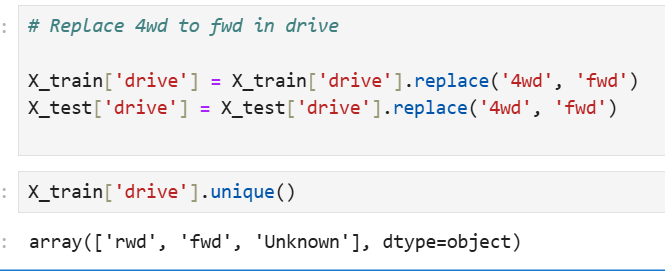 : # Replace 4wd to fwd in drive
X_train['drive'] = X_train['drive'].replace('4wd', 'fwd')
X_test['drive'] = X_test['drive'].replace('4wd', 'fwd')
: X_train['drive'].unique()
: array(['rwd', 'fwd', 'Unknown'], dtype=object)